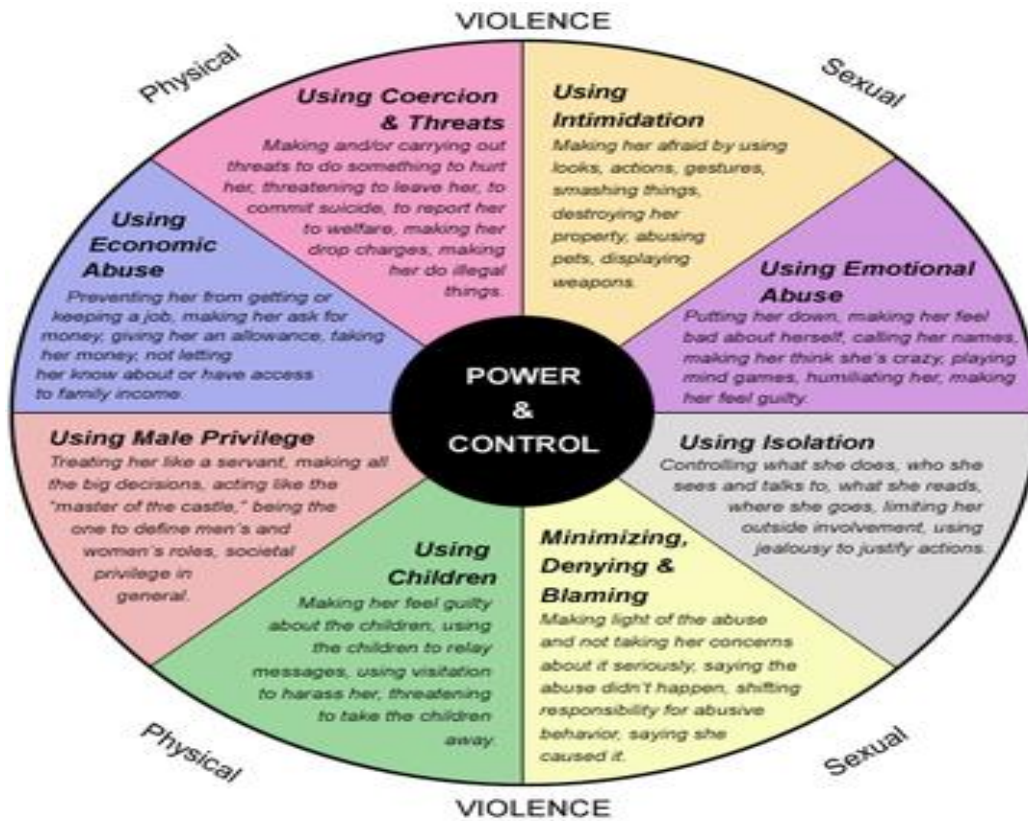 VIOLENCE
Physical
Sexual
Using Coercion
& Threats
Making and/or carrying out
threats to do something to hurt
her, threatening to leave her, to
commit suicide, to report her
to welfare, making her
drop charges, making
her do illegal
things.
Using
Intimidation
Making her afraid by using
looks, actions, gestures,
smashing things,
destroying her
property, abusing
pets, displaying
weapons.
Using
Economic
Abuse
Preventing her from getting or
keeping a job, making her ask for
money, giving her an allowance, taking
her money, not letting
her know about or have access
to family income.
Using Emotional
Abuse
Putting her down, making her feel
bad about herself, calling her names,
making her think she's crazy, playing
mind games, humiliating her, making
her feel guilty.
POWER
&
CONTROL
Using Male Privilege
Treating her like a servant, making all
the big decisions, acting like the
"master of the castle," being the
one to define men's and
women's roles, societal
privilege in
general.
Using Isolation
Controlling what she does, who she
sees and talks to, what she reads,
where she goes, limiting her
outside involvement, using
jealousy to justify actions.
Using
Children
Making her feel guilty
about the children, using
the children to relay
messages, using visitation
to harass her, threatening
to take the children
away.
Minimizing,
Denying &
Blaming
Making light of the abuse
and not taking her concerns
about it seriously, saying the
abuse didn't happen, shifting
responsibility for abusive
behavior, saying she
caused it.
Physical
Sexual
VIOLENCE